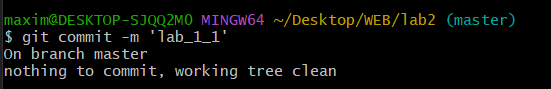 maxim@DESKTOP-SJQQ2MO MINGW64 ~/Desktop/WEB/lab2 (master)
$ git commit -m 'lab_1_1'
On branch master
nothing to commit, working tree clean